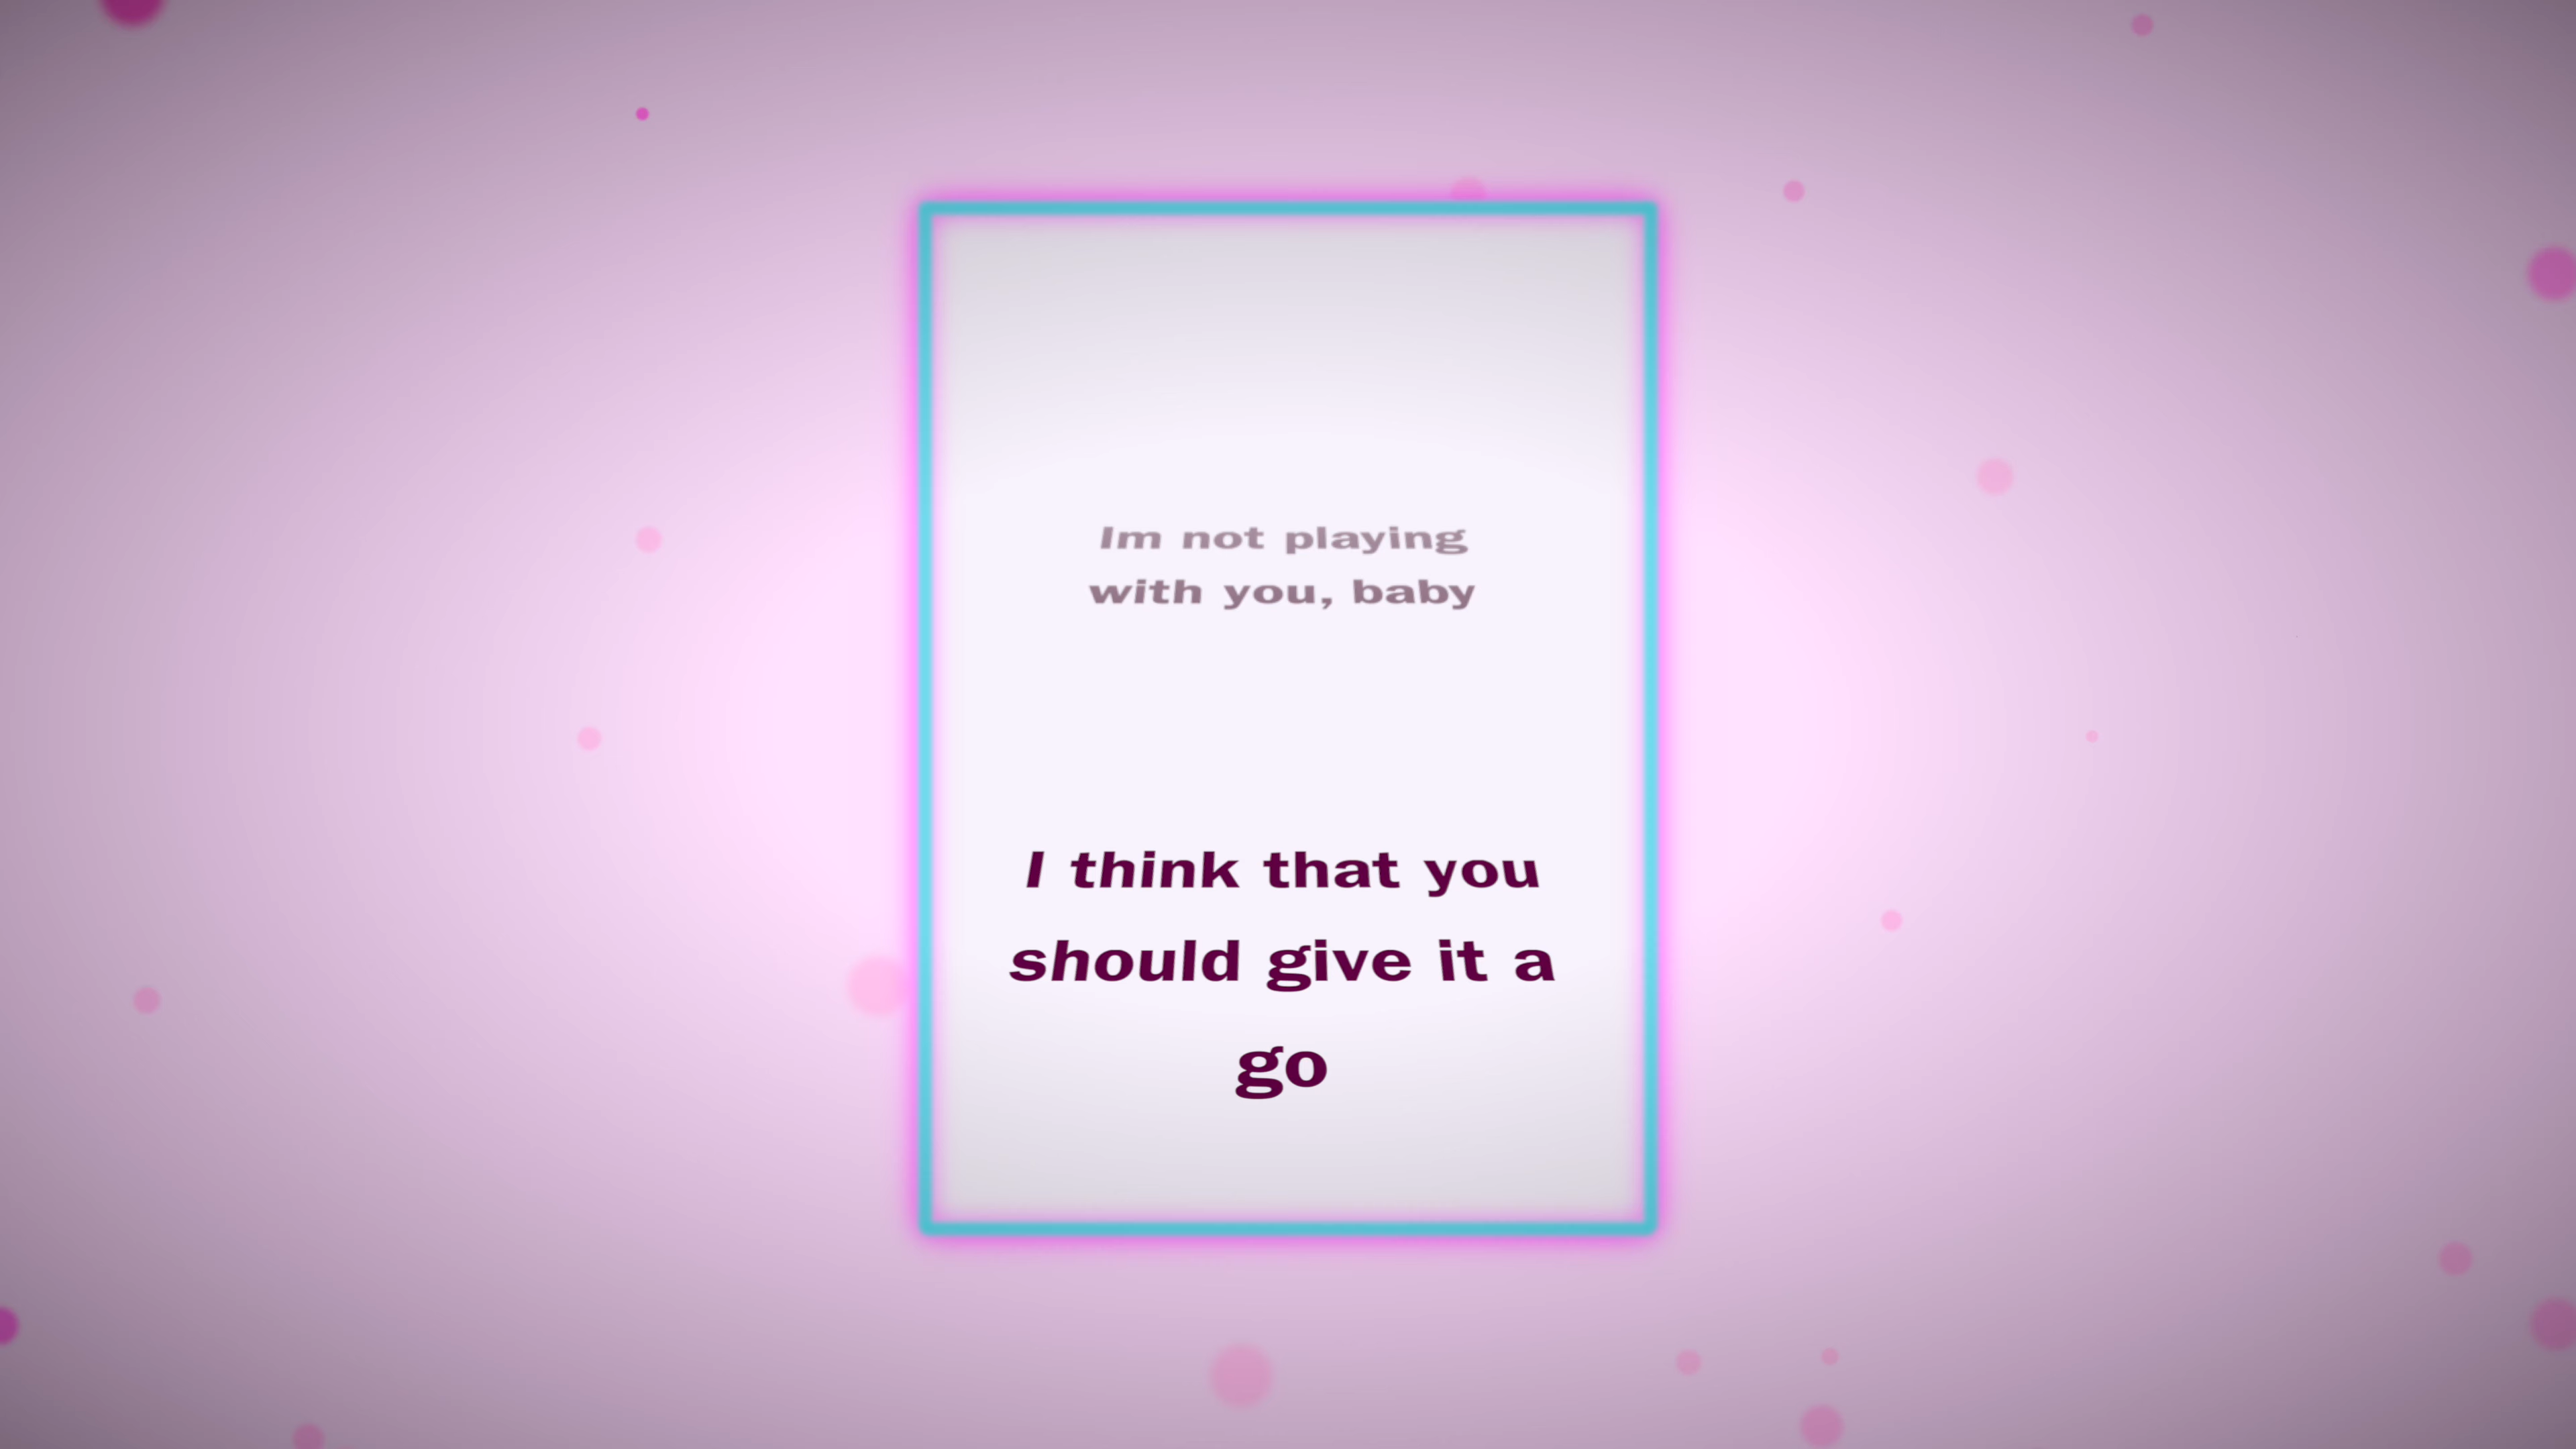 Im not playing
with you, baby
I think that you
should give it a
go